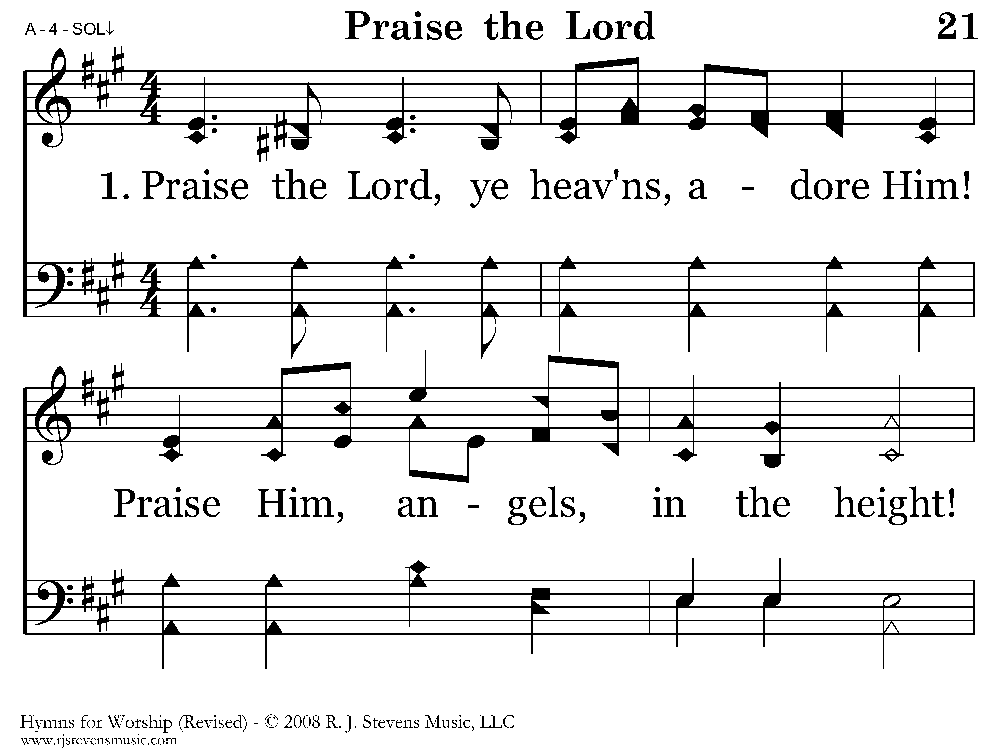 A - 4 - SOL↓
Praise the Lord
21
1. Praise the Lord, ye heav'ns, a - dore Him!
Praise Him, an - gels, in the height!
Hymns for Worship (Revised) - © 2008 R. J. Stevens Music, LLC
www.rjstevensmusic.com